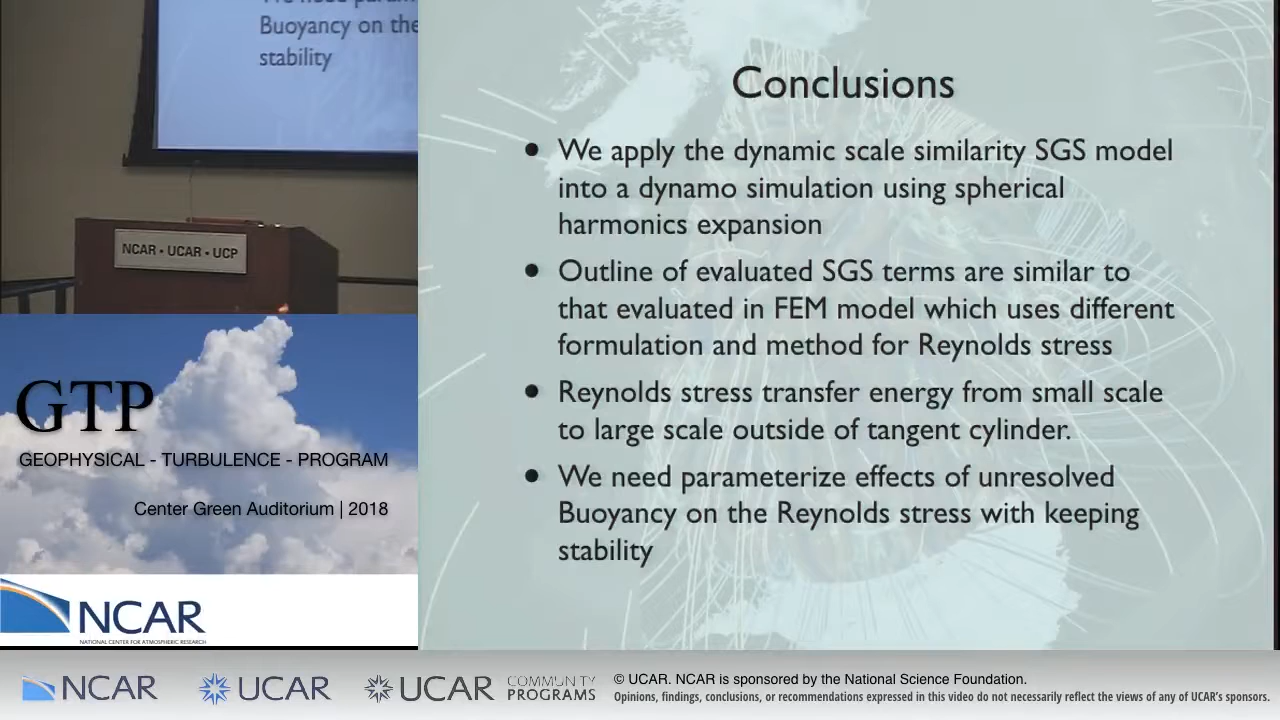 We need param
Buoyancy on the
stability
NCAR • UCAR • UCP
GTP
GEOPHYSICAL - TURBULENCE - PROGRAM
Center Green Auditorium | 2018
NCAR
NATIONAL CENTER FOR ATMOSPHERIC RESEARCH
Conclusions
• We apply the dynamic scale similarity SGS model
into a dynamo simulation using spherical
harmonics expansion
• Outline of evaluated SGS terms are similar to
that evaluated in FEM model which uses different
formulation and method for Reynolds stress
• Reynolds stress transfer energy from small scale
to large scale outside of tangent cylinder.
• We need parameterize effects of unresolved
Buoyancy on the Reynolds stress with keeping
stability
NCAR
UCAR
UCAR COMMUNITY PROGRAMS
© UCAR. NCAR is sponsored by the National Science Foundation.
Opinions, findings, conclusions, or recommendations expressed in this video do not necessarily reflect the views of any of UCAR's sponsors.